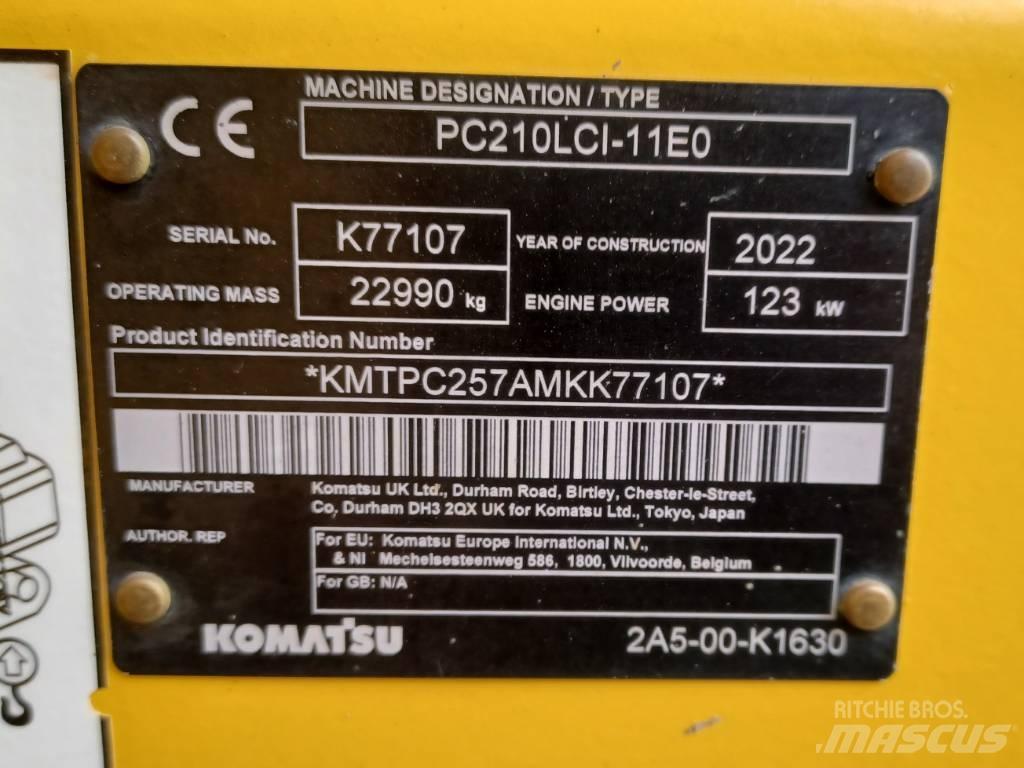 CE
MACHINE DESIGNATION / TYPE
PC210LCI-11E0
SERIAL No. K77107 YEAR OF CONSTRUCTION 2022
OPERATING MASS 22990 kg ENGINE POWER 123 kW
Product Identification Number
*KMTPC257AMKK77107*
MANUFACTURER Komatsu UK Ltd., Durham Road, Birtley, Chester-le-Street,
Co, Durham DH3 2QX UK for Komatsu Ltd., Tokyo, Japan
AUTHOR. REP For EU: Komatsu Europe International N.V.,
& NI Mechelsesteenweg 586, 1800, Vilvoorde, Belgium
For GB: N/A
KOMATSU 2A5-00-K1630
RITCHIE BROS.
MASCUS